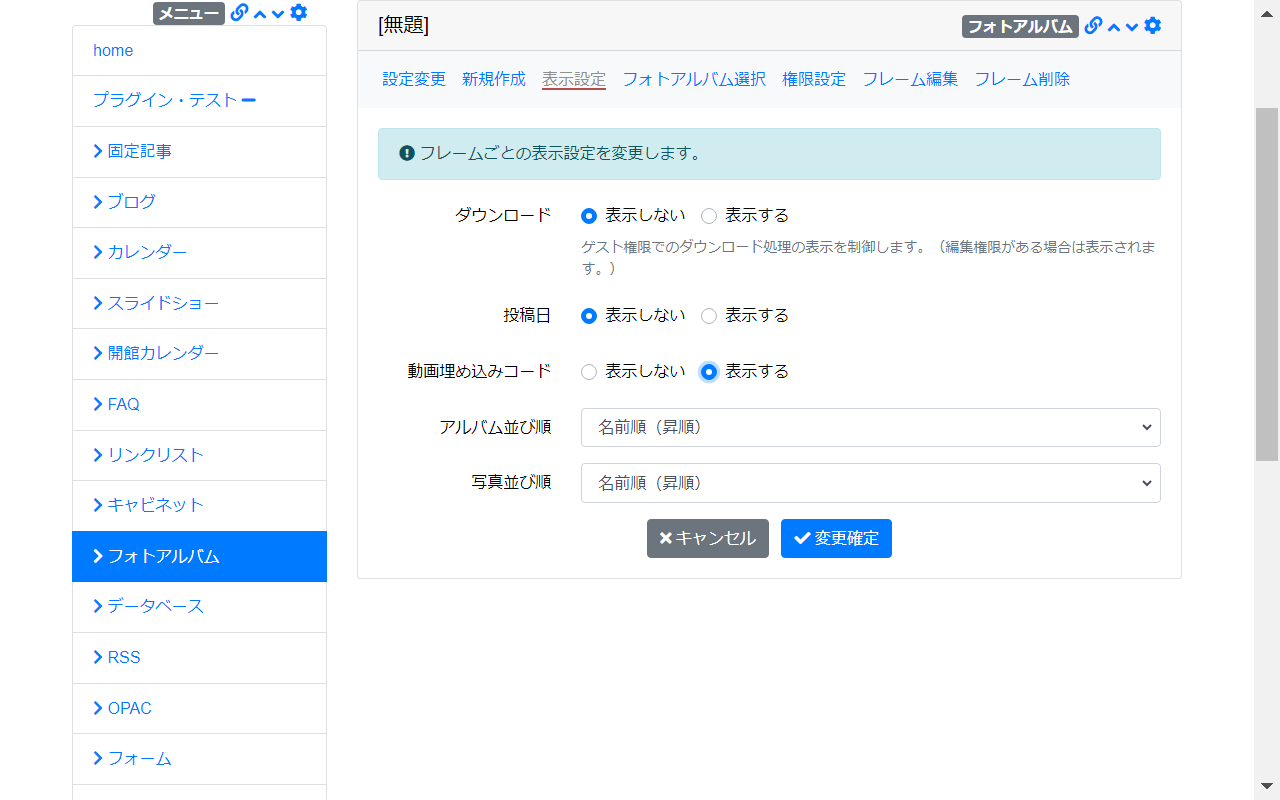 メニュー
home
プラグイン・テスト
固定記事
ブログ
カレンダー
スライドショー
開館カレンダー
FAQ
リンクリスト
キャビネット
フォトアルバム
データベース
RSS
OPAC
フォーム
[無題]
フォトアルバム
設定変更 新規作成 表示設定 フォトアルバム選択 権限設定 フレーム編集 フレーム削除
フレームごとの表示設定を変更します。
ダウンロード 表示しない 表示する
ゲスト権限でのダウンロード処理の表示を制御します。（編集権限がある場合は表示されま
す。）
投稿日 表示しない 表示する
動画埋め込みコード 表示しない 表示する
アルバム並び順 名前順（昇順）
写真並び順 名前順（昇順）
キャンセル 変更確定